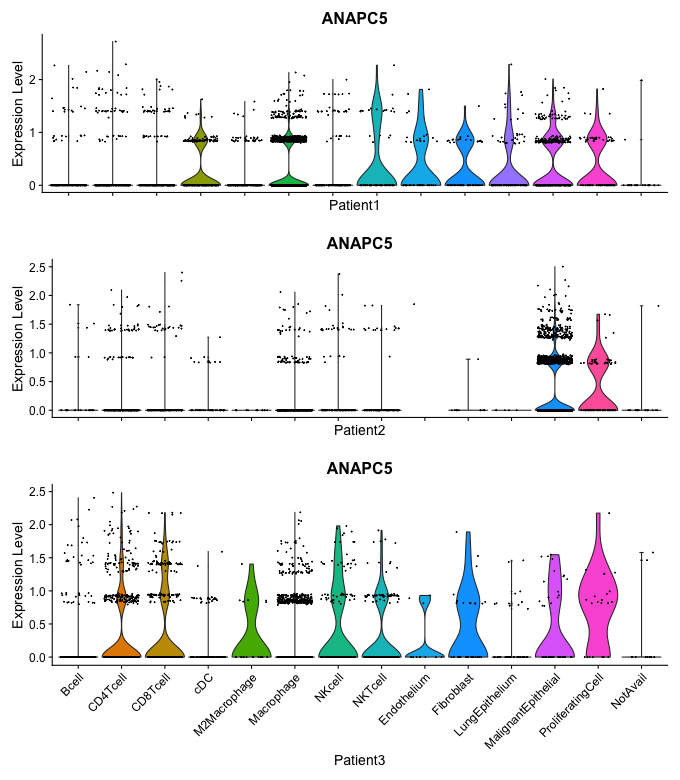 ANAPC5
Expression Level
2
1
0
Patient1
ANAPC5
Expression Level
2.5
2.0
1.5
1.0
0.5
0.0
Patient2
ANAPC5
Expression Level
2.5
2.0
1.5
1.0
0.5
0.0
Bcell
CD4Tcell
CD8Tcell
cDC
M2Macrophage
Macrophage
NKcell
NKTcell
Endothelium
Fibroblast
LungEpithelium
MalignantEpithelial
ProliferatingCell
NotAvail
Patient3